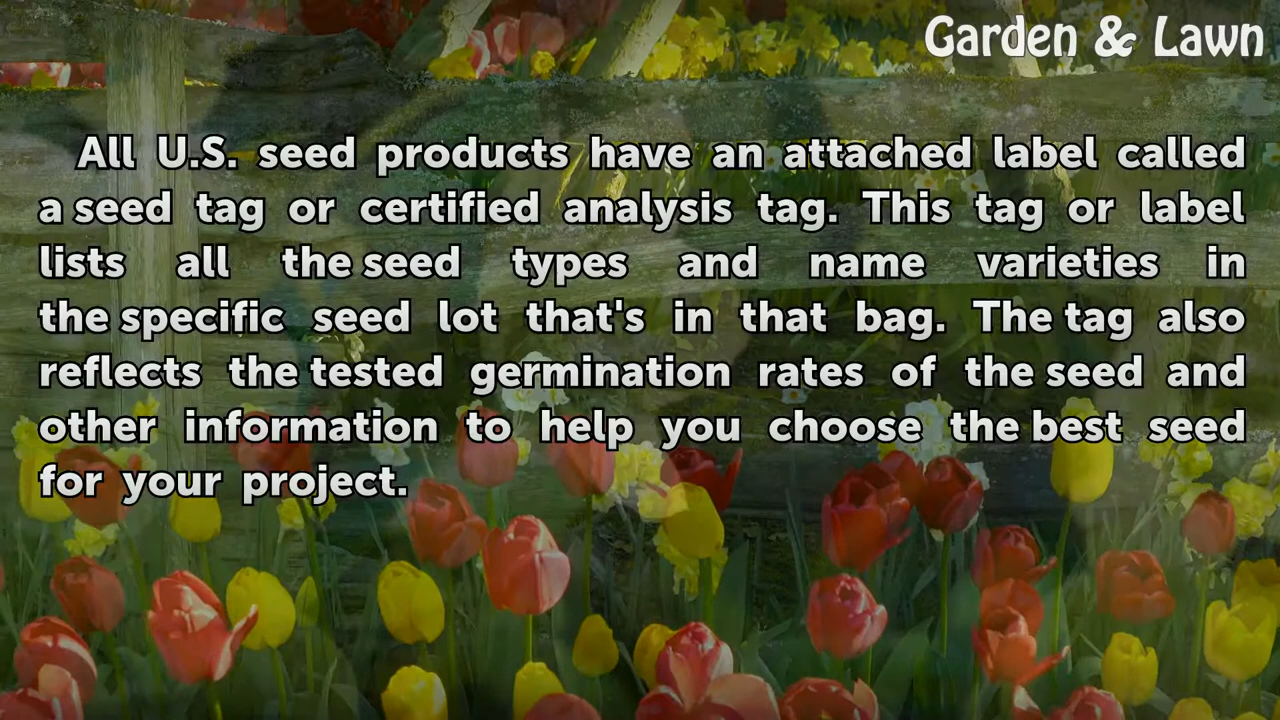 Garden & Lawn
All U.S. seed products have an attached label called
a seed tag or certified analysis tag. This tag or label
lists all the seed types and name varieties in
the specific seed lot that's in that bag. The tag also
reflects the tested germination rates of the seed and
other information to help you choose the best seed
for your project.